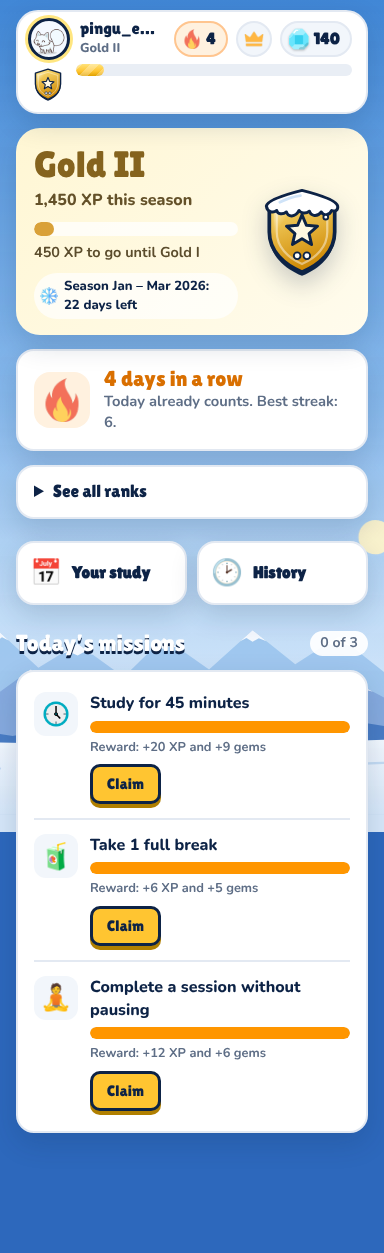 pingu_e...
Gold II
4
140
Gold II
1,450 XP this season
450 XP to go until Gold I
Season Jan – Mar 2026:
22 days left
4 days in a row
Today already counts. Best streak:
6.
See all ranks
Your study
History
Today's missions
0 of 3
Study for 45 minutes
Reward: +20 XP and +9 gems
Claim
Take 1 full break
Reward: +6 XP and +5 gems
Claim
Complete a session without
pausing
Reward: +12 XP and +6 gems
Claim